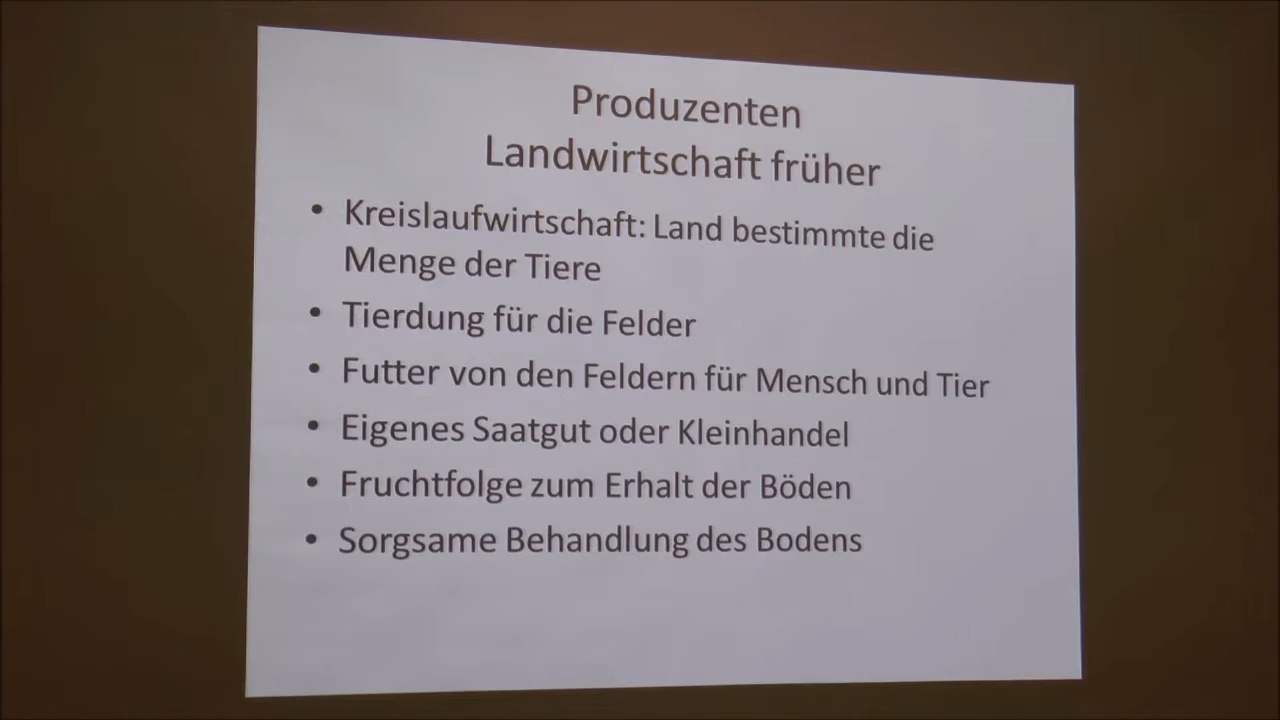 Produzenten
Landwirtschaft früher
• Kreislaufwirtschaft: Land bestimmte die
Menge der Tiere
• Tierdung für die Felder
• Futter von den Feldern für Mensch und Tier
• Eigenes Saatgut oder Kleinhandel
• Fruchtfolge zum Erhalt der Böden
• Sorgsame Behandlung des Bodens